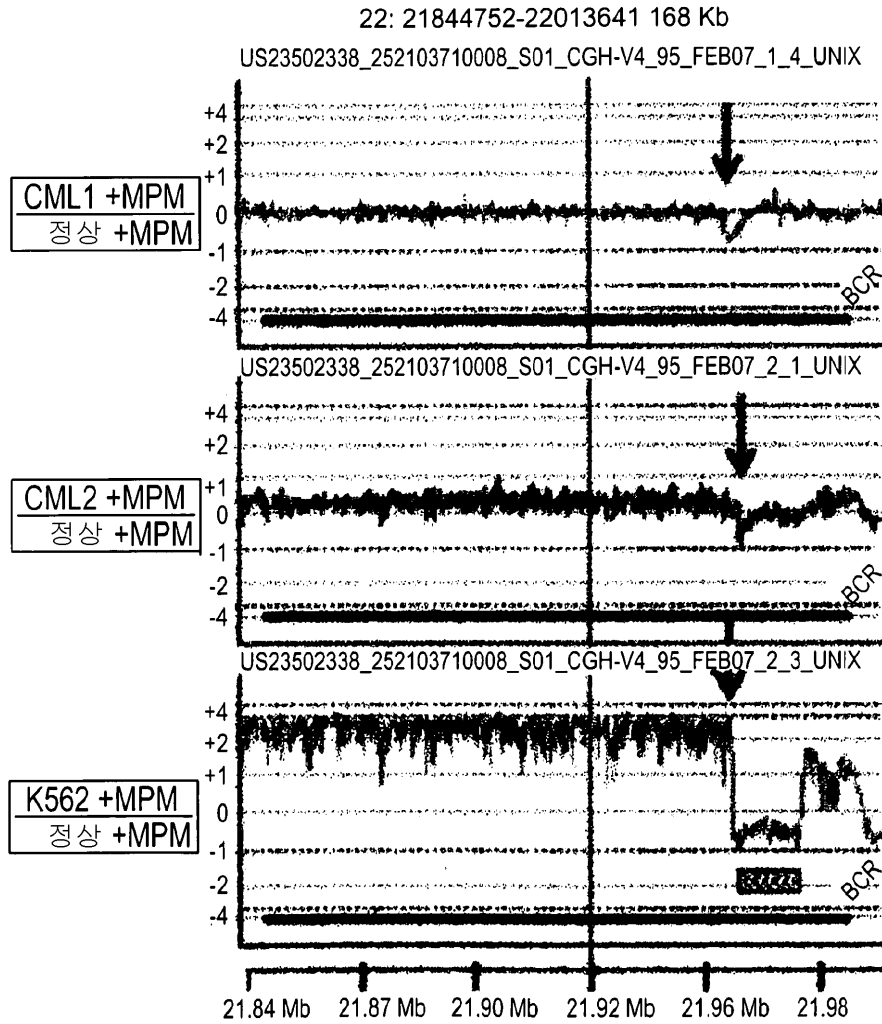 22: 21844752-22013641 168 Kb
US23502338_252103710008_S01_CGH-V4_95_FEB07_1_4_UNIX
+4
+2
+1
0
-1
-2
-4
CML1 +MPM
정상 +MPM
BCR
US23502338_252103710008_S01_CGH-V4_95_FEB07_2_1_UNIX
+4
+2
+1
0
-1
-2
-4
CML2 +MPM
정상 +MPM
BCR
US23502338_252103710008_S01_CGH-V4_95_FEB07_2_3_UNIX
+4
+2
+1
0
-1
-2
-4
K562 +MPM
정상 +MPM
BCR
21.84 Mb 21.87 Mb 21.90 Mb 21.92 Mb 21.96 Mb 21.98